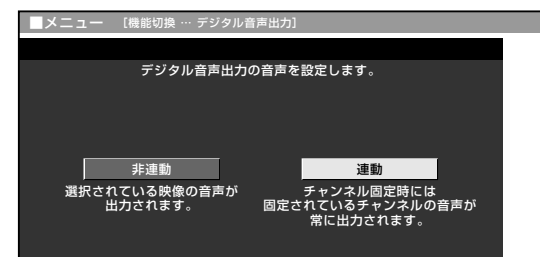 ■メニュー [機能切換 … デジタル音声出力]
デジタル音声出力の音声を設定します。
非連動
選択されている映像の音声が
出力されます。
連動
チャンネル固定時には
固定されているチャンネルの音声が
常に出力されます。